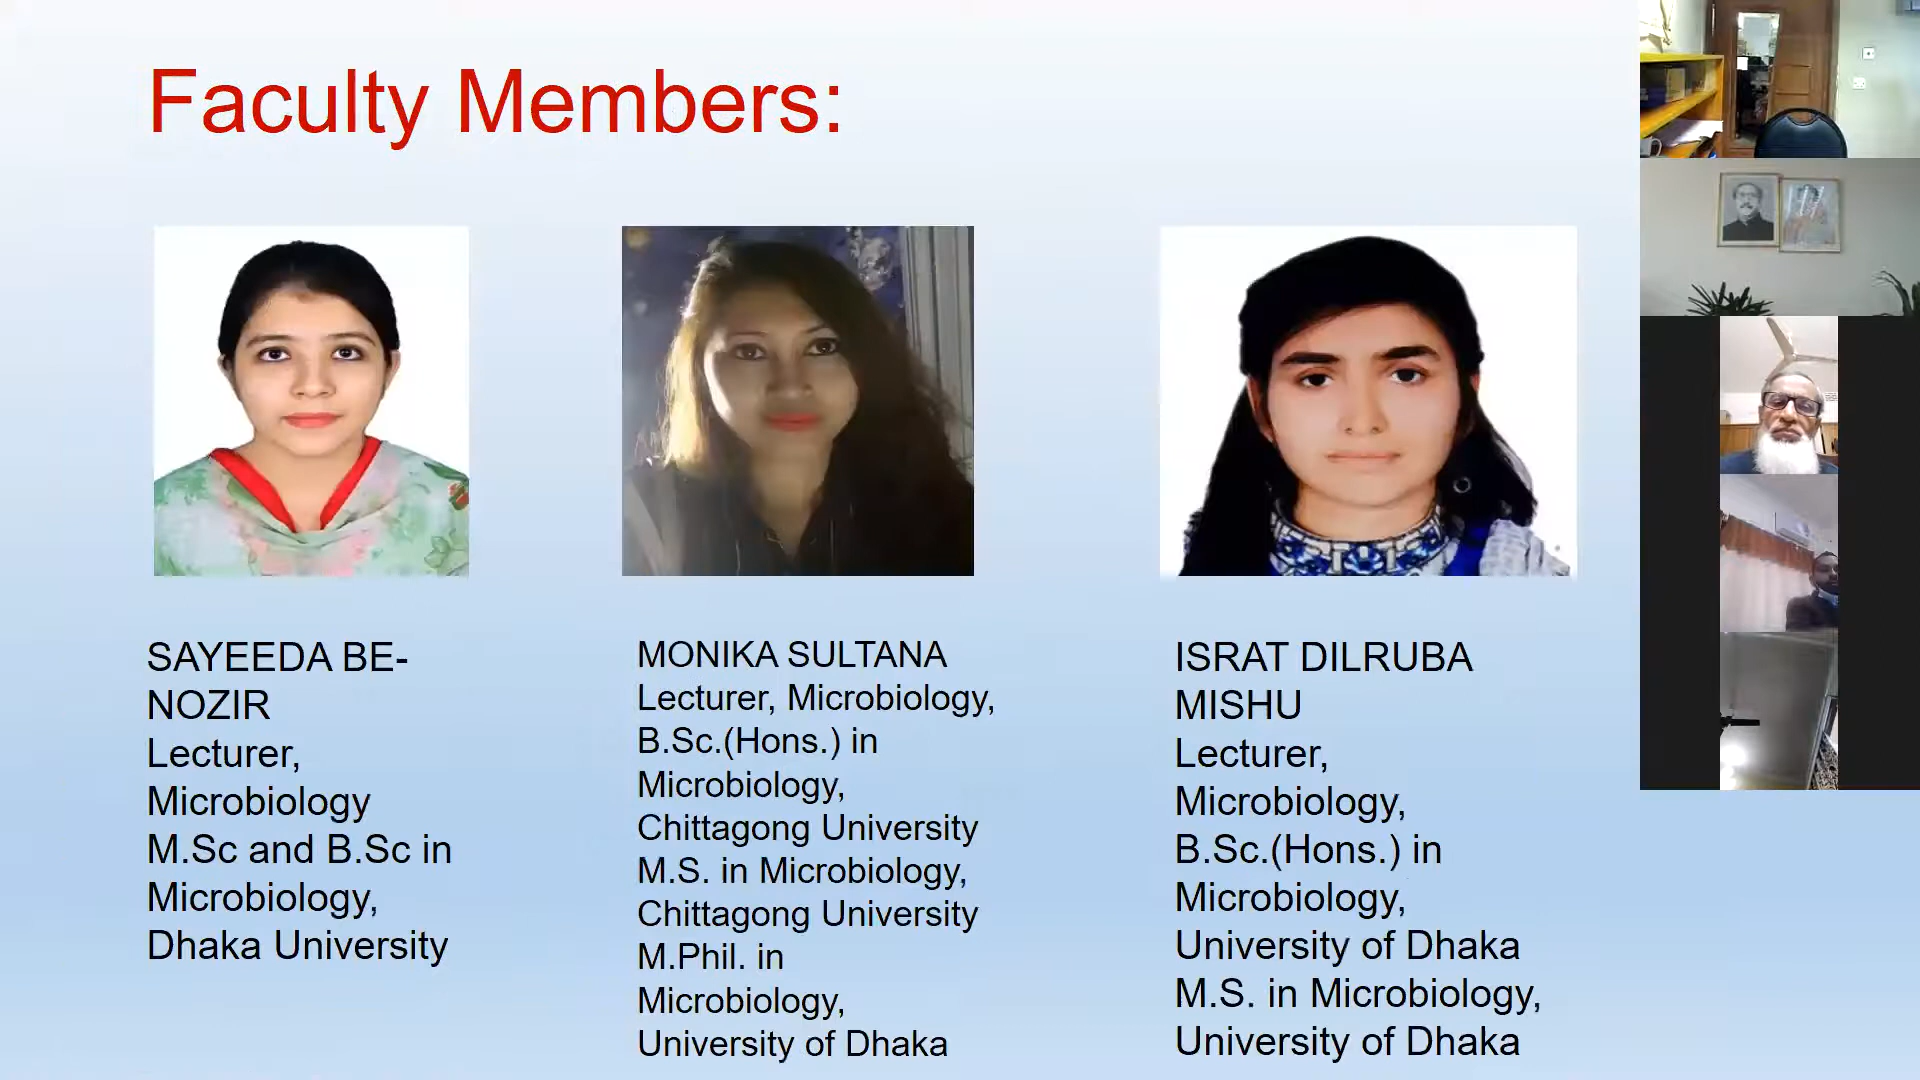 Faculty Members:
SAYEEDA BE-
NOZIR
Lecturer,
Microbiology
M.Sc and B.Sc in
Microbiology,
Dhaka University
MONIKA SULTANA
Lecturer, Microbiology,
B.Sc.(Hons.) in
Microbiology,
Chittagong University
M.S. in Microbiology,
Chittagong University
M.Phil. in
Microbiology,
University of Dhaka
ISRAT DILRUBA
MISHU
Lecturer,
Microbiology,
B.Sc.(Hons.) in
Microbiology,
University of Dhaka
M.S. in Microbiology,
University of Dhaka